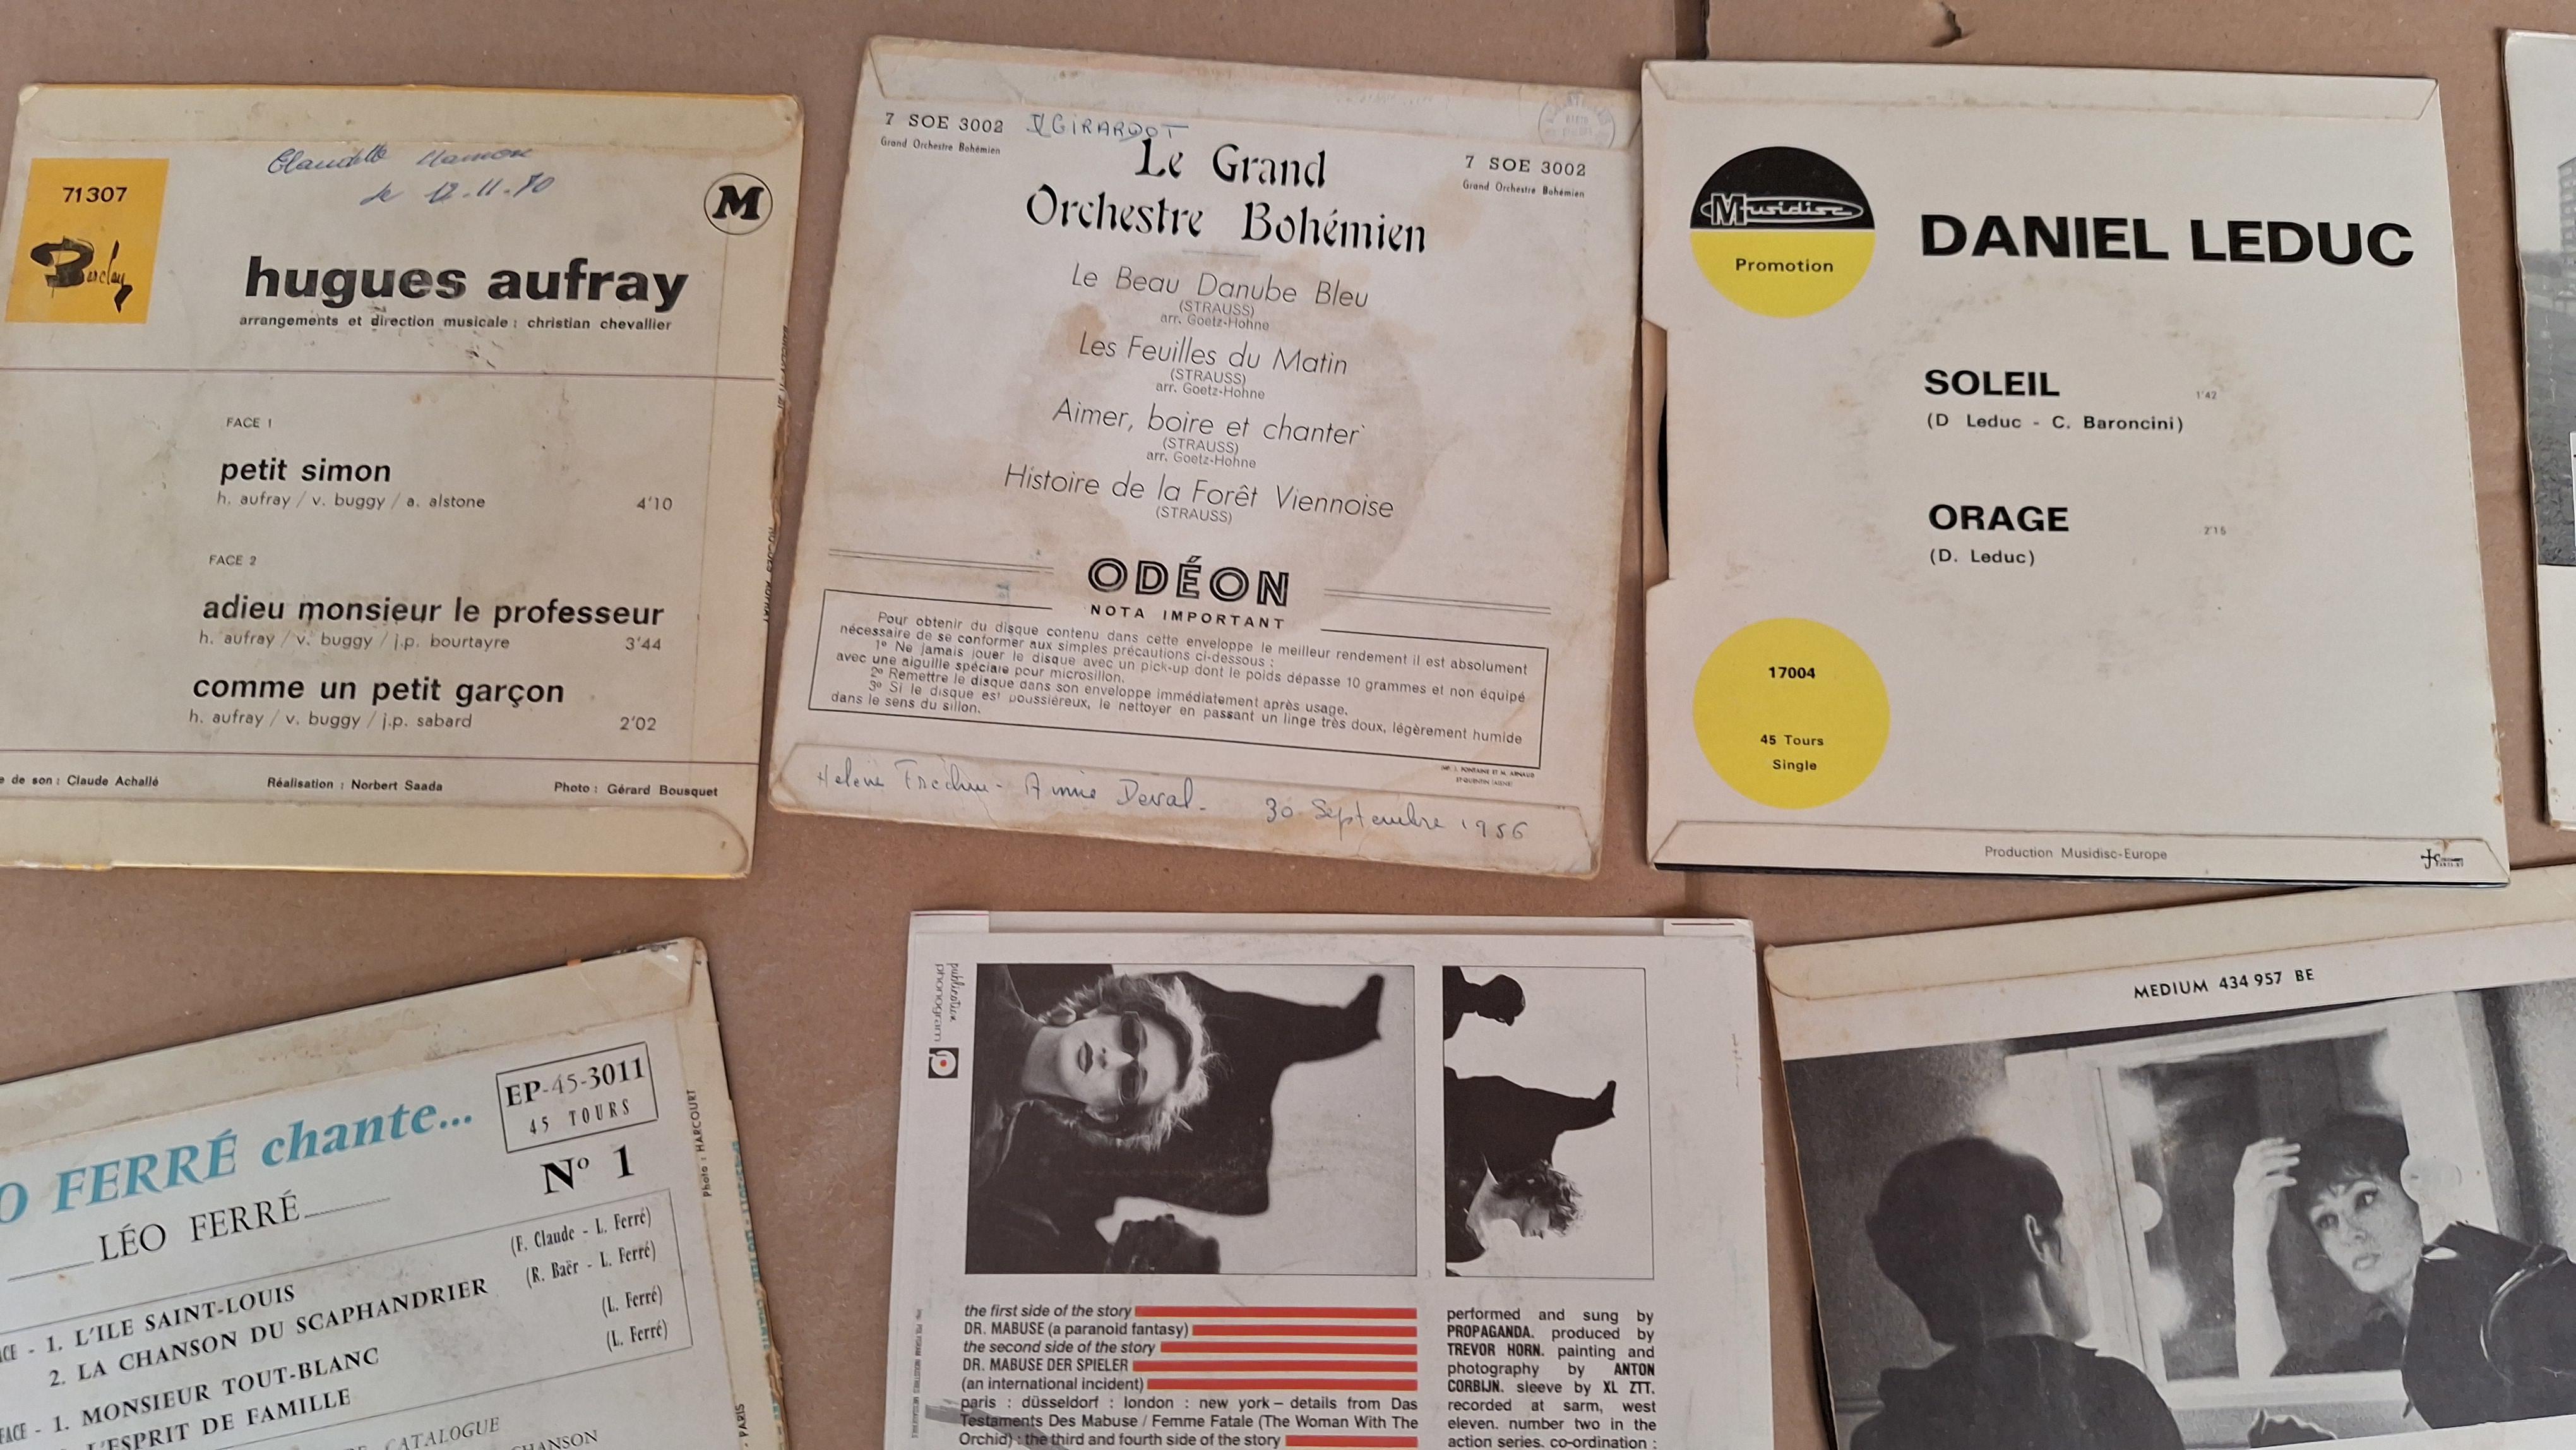 71307
Barclay
le 12.11.70
M
hugues aufray
arrangements et direction musicale : christian chevallier
FACE 1
petit simon
h. aufray / v. buggy / a. alstone 4'10
FACE 2
adieu monsieur le professeur
h. aufray / v. buggy / j.p. bourtayre 3'44
comme un petit garçon
h. aufray / v. buggy / j.p. sabard 2'02
de son : Claude Achallé Réalisation : Norbert Saada Photo : Gérard Bousquet
7 SOE 3002 GIRARDOT
Grand Orchestre Bohémien
7 SOE 3002
Grand Orchestre Bohémien
Le Grand
Orchestre Bohémien
Le Beau Danube Bleu
(STRAUSS)
arr. Goetz-Hohne
Les Feuilles du Matin
(STRAUSS)
arr. Goetz-Hohne
Aimer, boire et chanter
(STRAUSS)
arr. Goetz-Hohne
Histoire de la Forêt Viennoise
(STRAUSS)
ODÉON
NOTA IMPORTANT
Pour obtenir du disque contenu dans cette enveloppe le meilleur rendement il est absolument
nécessaire de se conformer aux simples précautions ci-dessous :
1º Ne jamais jouer le disque avec un pick-up dont le poids dépasse 10 grammes et non équipé
avec une aiguille spéciale pour microsillon.
2º Remettre le disque dans son enveloppe immédiatement après usage.
3º Si le disque est poussiéreux, le nettoyer en passant un linge très doux, légèrement humide
dans le sens du sillon.
IMP. L. FONTAINE ET M. ARNAUD
ST-QUENTIN (AISNE)
Annie Deval - 30 Septembre 1956
Musidisc
Promotion
DANIEL LEDUC
SOLEIL 1'42
(D Leduc - C. Baroncini)
ORAGE 2'15
(D. Leduc)
17004
45 Tours
Single
Production Musidisc-Europe
O FERRÉ chante...
EP-45-3011
45 TOURS
Nº 1
LÉO FERRÉ
CE - 1. L'ILE SAINT-LOUIS (F. Claude - L. Ferré)
2. LA CHANSON DU SCAPHANDRIER (R. Baër - L. Ferré)
FACE - 1. MONSIEUR TOUT-BLANC (L. Ferré)
L'ESPRIT DE FAMILLE (L. Ferré)
CATALOGUE
CHANSON
Photo : HARCOURT
- PARIS
publication
phonogram
the first side of the story
DR. MABUSE (a paranoid fantasy)
the second side of the story
DR. MABUSE DER SPIELER
(an international incident)
paris : düsseldorf : london : new york – details from Das
Testaments Des Mabuse / Femme Fatale (The Woman With The
Orchid) : the third and fourth side of the story
performed and sung by
PROPAGANDA. produced by
TREVOR HORN. painting and
photography by ANTON
CORBIJN. sleeve by XL ZTT.
recorded at sarm, west
eleven. number two in the
action series. co-ordination :
MEDIUM 434 957 BE